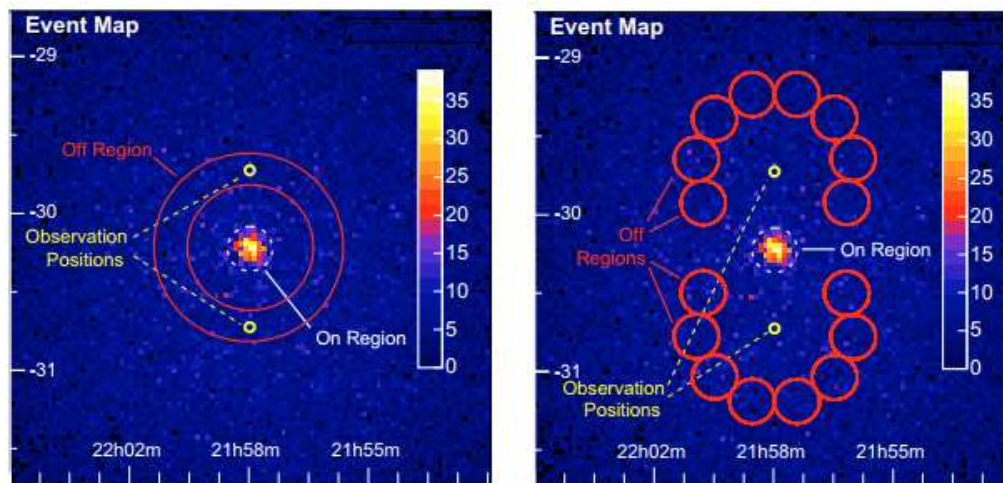 Event Map
-29
-30
-31
Off Region
Observation
Positions
On Region
35
30
25
20
15
10
5
0
22h02m
21h58m
21h55m
Event Map
-29
-30
-31
Off
Regions
On Region
Observation
Positions
35
30
25
20
15
10
5
0
22h02m
21h58m
21h55m